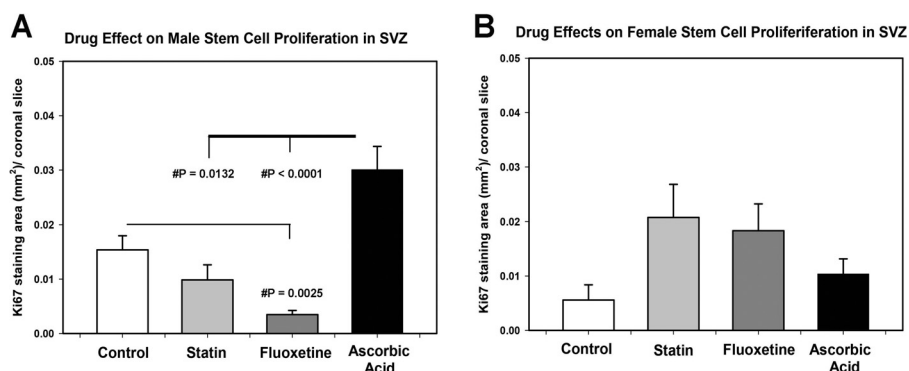 A
Drug Effect on Male Stem Cell Proliferation in SVZ
Ki67 staining area (mm²)/ coronal slice
0.05
0.04
0.03
0.02
0.01
0.00
#P = 0.0132 #P < 0.0001
#P = 0.0025
Control Statin Fluoxetine Ascorbic
Acid
B
Drug Effects on Female Stem Cell Proliferiferation in SVZ
Ki67 staining area (mm²)/ coronal slice
0.05
0.04
0.03
0.02
0.01
0.00
Control Statin Fluoxetine Ascorbic
Acid